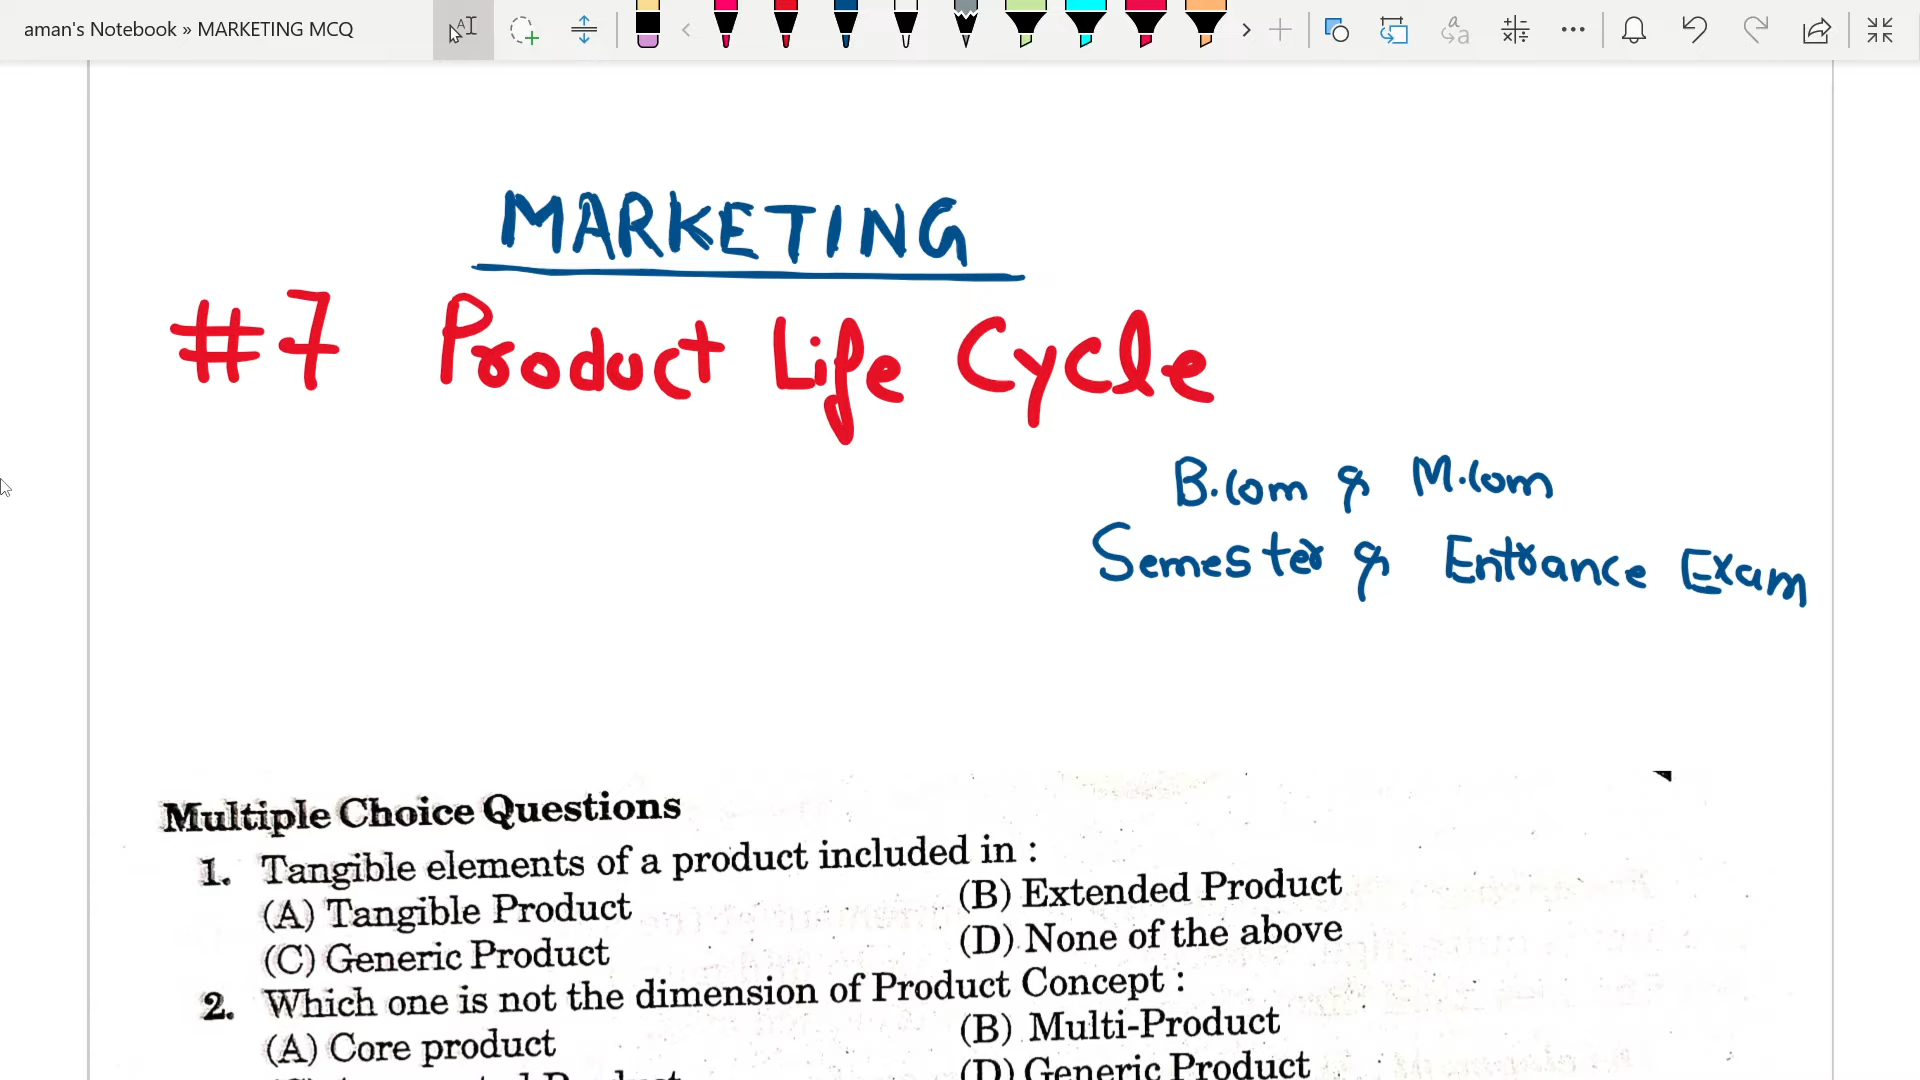 aman's Notebook » MARKETING MCQ
MARKETING
#7 Product Life Cycle
B.Com & M.Com
Semester & Entrance Exam
Multiple Choice Questions
1. Tangible elements of a product included in :
(A) Tangible Product (B) Extended Product
(C) Generic Product (D) None of the above
2. Which one is not the dimension of Product Concept :
(A) Core product (B) Multi-Product
(D) Generic Product